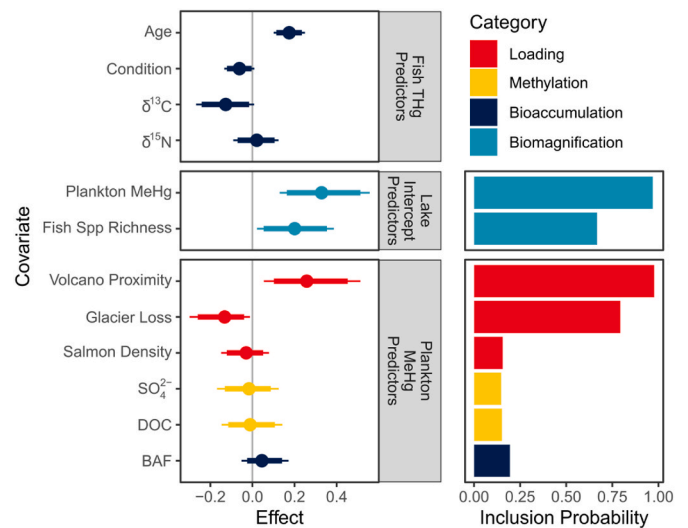 Covariate
Age
Condition
δ¹³C
δ¹⁵N
Fish THg
Predictors
Plankton MeHg
Fish Spp Richness
Lake
Intercept
Predictors
Volcano Proximity
Glacier Loss
Salmon Density
SO₄²⁻
DOC
BAF
Plankton
MeHg
Predictors
−0.2 0.0 0.2 0.4
Effect
Category
Loading
Methylation
Bioaccumulation
Biomagnification
0.00 0.25 0.50 0.75 1.00
Inclusion Probability